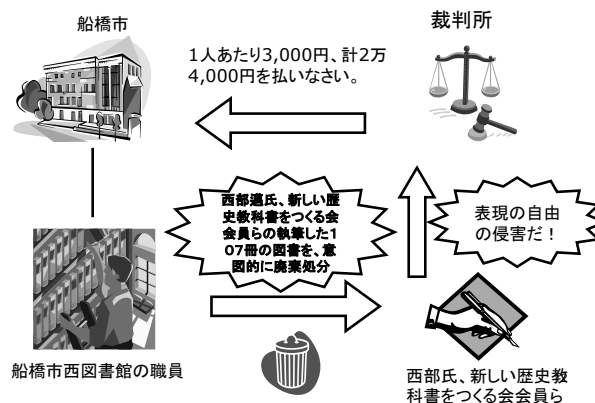 船橋市
裁判所
1人あたり3,000円、計2万
4,000円を払いなさい。
西部邁氏、新しい歴
史教科書をつくる会
会員らの執筆した1
07冊の図書を、意
図的に廃棄処分
表現の自由
の侵害だ！
船橋市西図書館の職員
西部氏、新しい歴史教
科書をつくる会会員ら